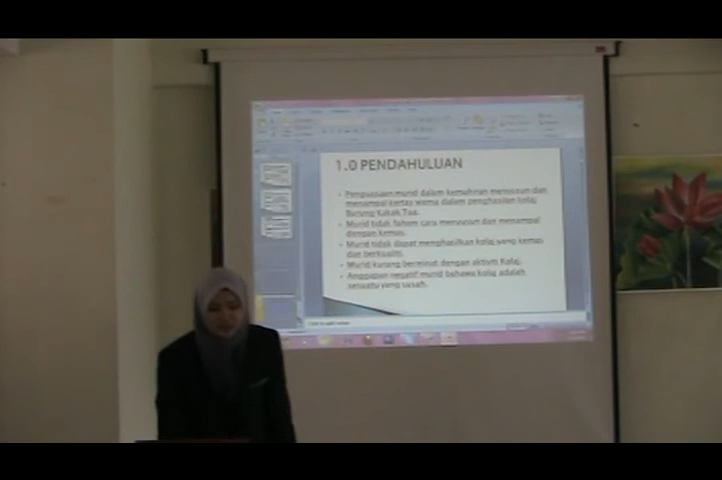 1.0 PENDAHULUAN
Penguasaan murid dalam kemahiran menyusun dan
menampal kertas warna dalam penghasilan kolaj
Burung Kakak Tua.
Murid tidak faham cara menyusun dan menampal
dengan kemas.
Murid tidak dapat menghasilkan kolaj yang kemas
dan berkualiti.
Murid kurang berminat dengan aktiviti Kolaj.
Anggapan negatif murid bahawa kolaj adalah
sesuatu yang susah.